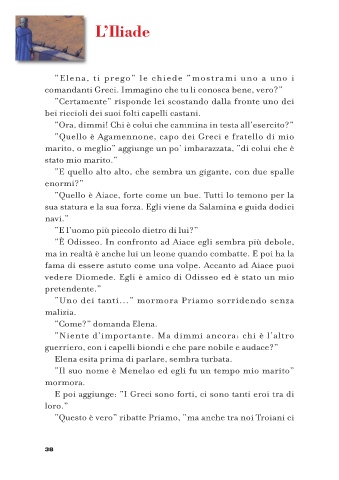 L'Iliade
"Elena, ti prego" le chiede "mostrami uno a uno i
comandanti Greci. Immagino che tu li conosca bene, vero?"
"Certamente" risponde lei scostando dalla fronte uno dei
bei riccioli dei suoi folti capelli castani.
"Ora, dimmi! Chi è colui che cammina in testa all'esercito?"
"Quello è Agamennone, capo dei Greci e fratello di mio
marito, o meglio" aggiunge un po' imbarazzata, "di colui che è
stato mio marito."
"E quello alto alto, che sembra un gigante, con due spalle
enormi?"
"Quello è Aiace, forte come un bue. Tutti lo temono per la
sua statura e la sua forza. Egli viene da Salamina e guida dodici
navi."
"E l'uomo più piccolo dietro di lui?"
"È Odisseo. In confronto ad Aiace egli sembra più debole,
ma in realtà è anche lui un leone quando combatte. E poi ha la
fama di essere astuto come una volpe. Accanto ad Aiace puoi
vedere Diomede. Egli è amico di Odisseo ed è stato un mio
pretendente."
"Uno dei tanti..." mormora Priamo sorridendo senza
malizia.
"Come?" domanda Elena.
"Niente d'importante. Ma dimmi ancora: chi è l'altro
guerriero, con i capelli biondi e che pare nobile e audace?"
Elena esita prima di parlare, sembra turbata.
"Il suo nome è Menelao ed egli fu un tempo mio marito"
mormora.
E poi aggiunge: "I Greci sono forti, ci sono tanti eroi tra di
loro."
"Questo è vero" ribatte Priamo, "ma anche tra noi Troiani ci
38